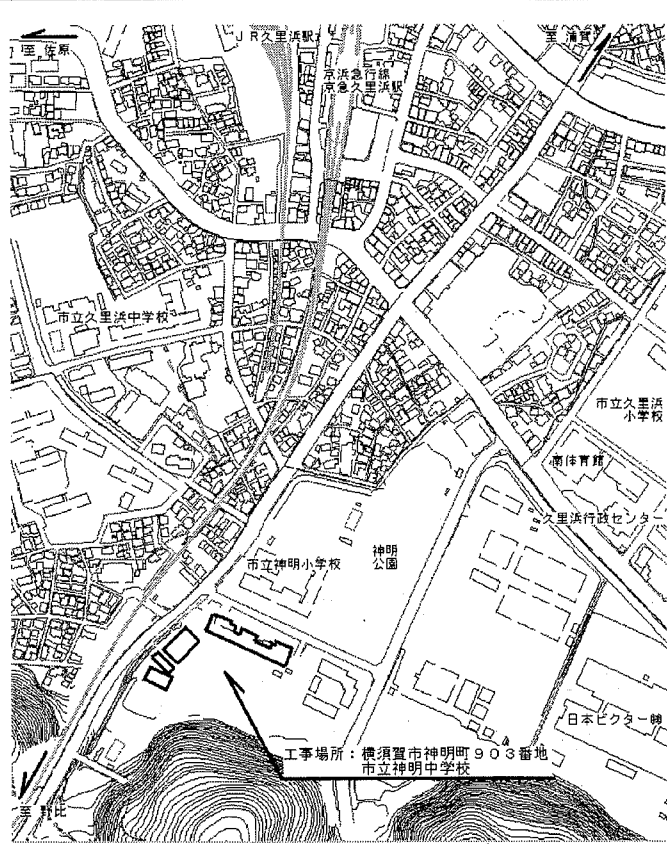 至 佐原
JR久里浜駅
至 浦賀
京浜急行線
京急久里浜駅
市立久里浜中学校
市立久里浜
小学校
南体育館
久里浜行政センター
市立神明小学校
神明
公園
日本ビクター㈱
工事場所:横須賀市神明町903番地
市立神明中学校
至 野比